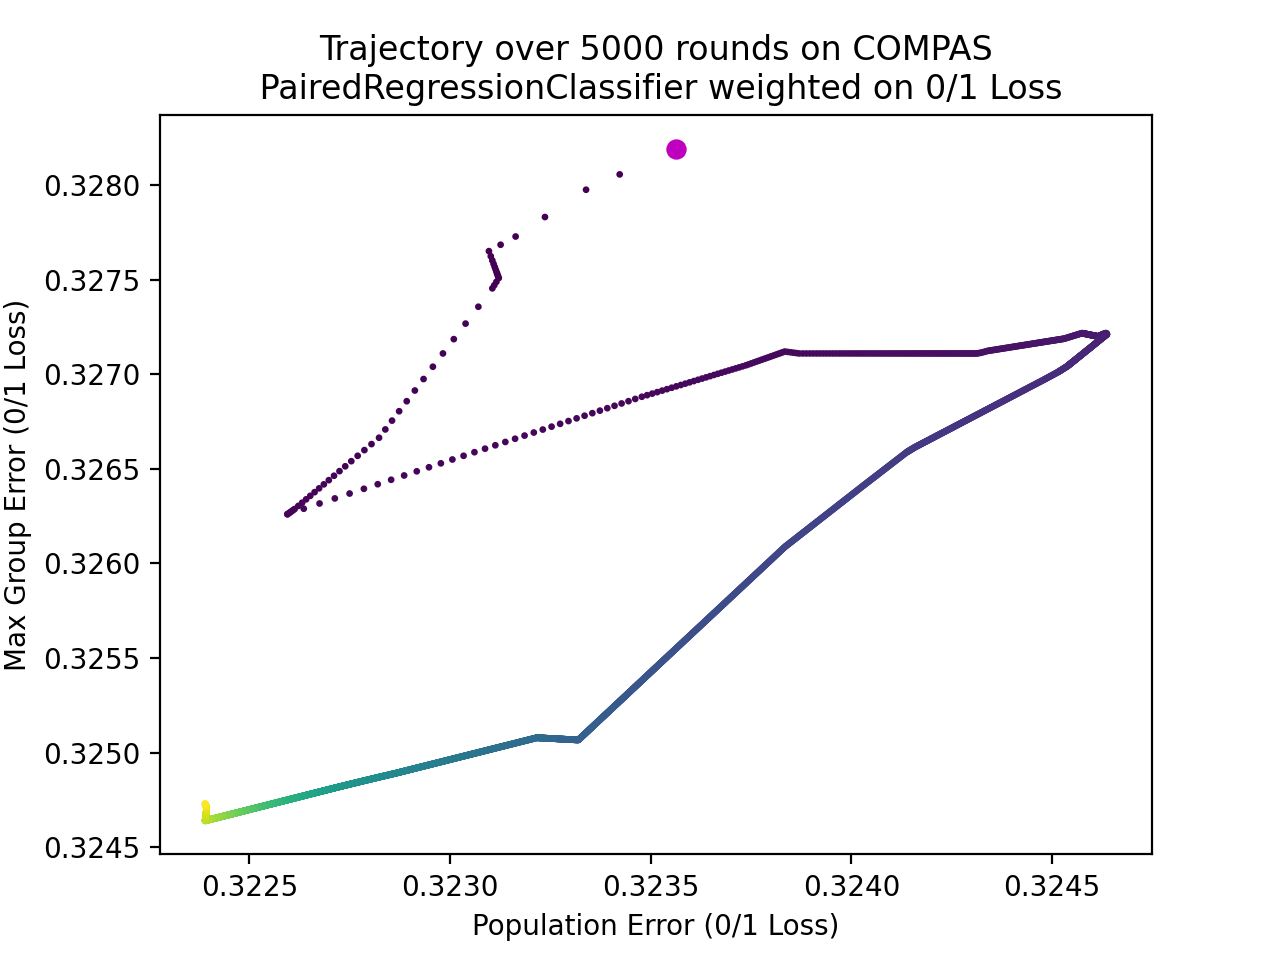 Trajectory over 5000 rounds on COMPAS
PairedRegressionClassifier weighted on 0/1 Loss
Max Group Error (0/1 Loss)
0.3280
0.3275
0.3270
0.3265
0.3260
0.3255
0.3250
0.3245
0.3225 0.3230 0.3235 0.3240 0.3245
Population Error (0/1 Loss)